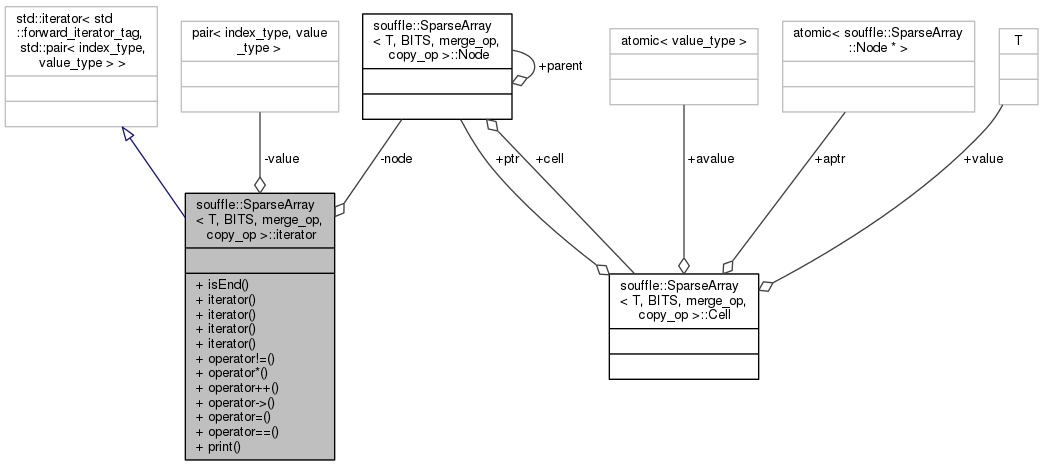 std::iterator< std
::forward_iterator_tag,
std::pair< index_type,
value_type > >
pair< index_type, value
_type >
souffle::SparseArray
< T, BITS, merge_op,
copy_op >::Node
+parent
atomic< value_type >
atomic< souffle::SparseArray
::Node * >
T
-value
-node
+ptr
+cell
+avalue
+aptr
+value
souffle::SparseArray
< T, BITS, merge_op,
copy_op >::iterator
+ isEnd()
+ iterator()
+ iterator()
+ iterator()
+ iterator()
+ operator!=()
+ operator*()
+ operator++()
+ operator->()
+ operator=()
+ operator==()
+ print()
souffle::SparseArray
< T, BITS, merge_op,
copy_op >::Cell